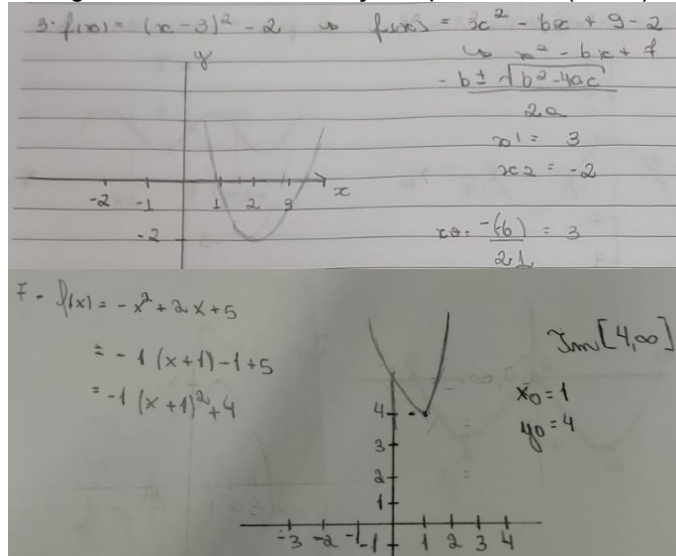 3. f(x) = (x - 3)² - 2 ↳ f(x) = x² - 6x + 9 - 2
↳ x² - 6x + 7
y
-b ± √b² - 4ac
2a
x1 = 3
x2 = -2
x
-2 -1 1 2 3
-2
x0 = -(-6) = 3
2.1
7 - f(x) = -x² + 2x + 5
= -1 (x + 1) - 1 + 5
= -1 (x + 1)² + 4
Im [4, ∞]
x0 = 1
y0 = 4
4
3
2
1
-3 -2 -1 1 2 3 4
-1